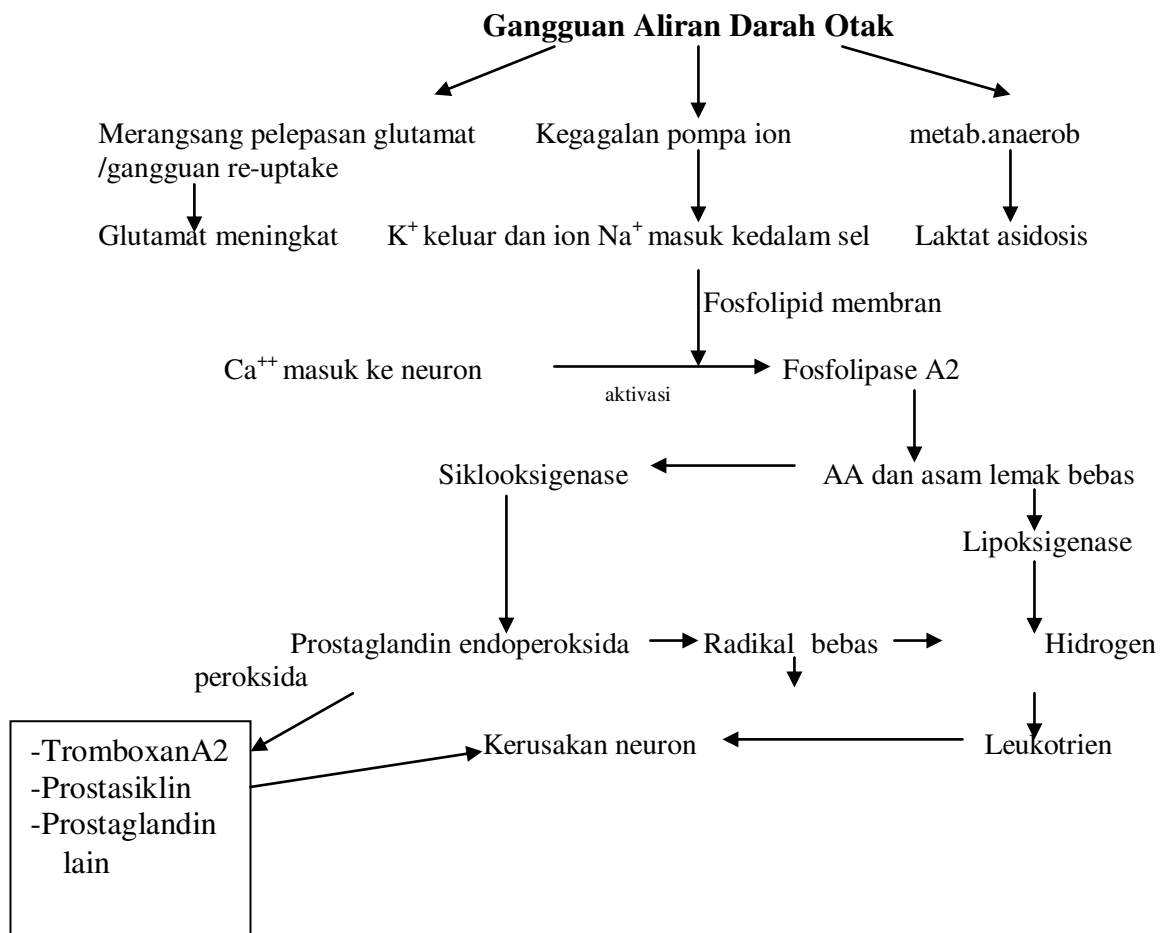 Gangguan Aliran Darah Otak
Merangsang pelepasan glutamat
/gangguan re-uptake
Kegagalan pompa ion
metab.anaerob
Glutamat meningkat
K⁺ keluar dan ion Na⁺ masuk kedalam sel
Laktat asidosis
Fosfolipid membran
Ca⁺⁺ masuk ke neuron
aktivasi
Fosfolipase A2
Siklooksigenase
AA dan asam lemak bebas
Lipoksigenase
Prostaglandin endoperoksida
Radikal bebas
Hidrogen
peroksida
-TromboxanA2
-Prostasiklin
-Prostaglandin
lain
Kerusakan neuron
Leukotrien